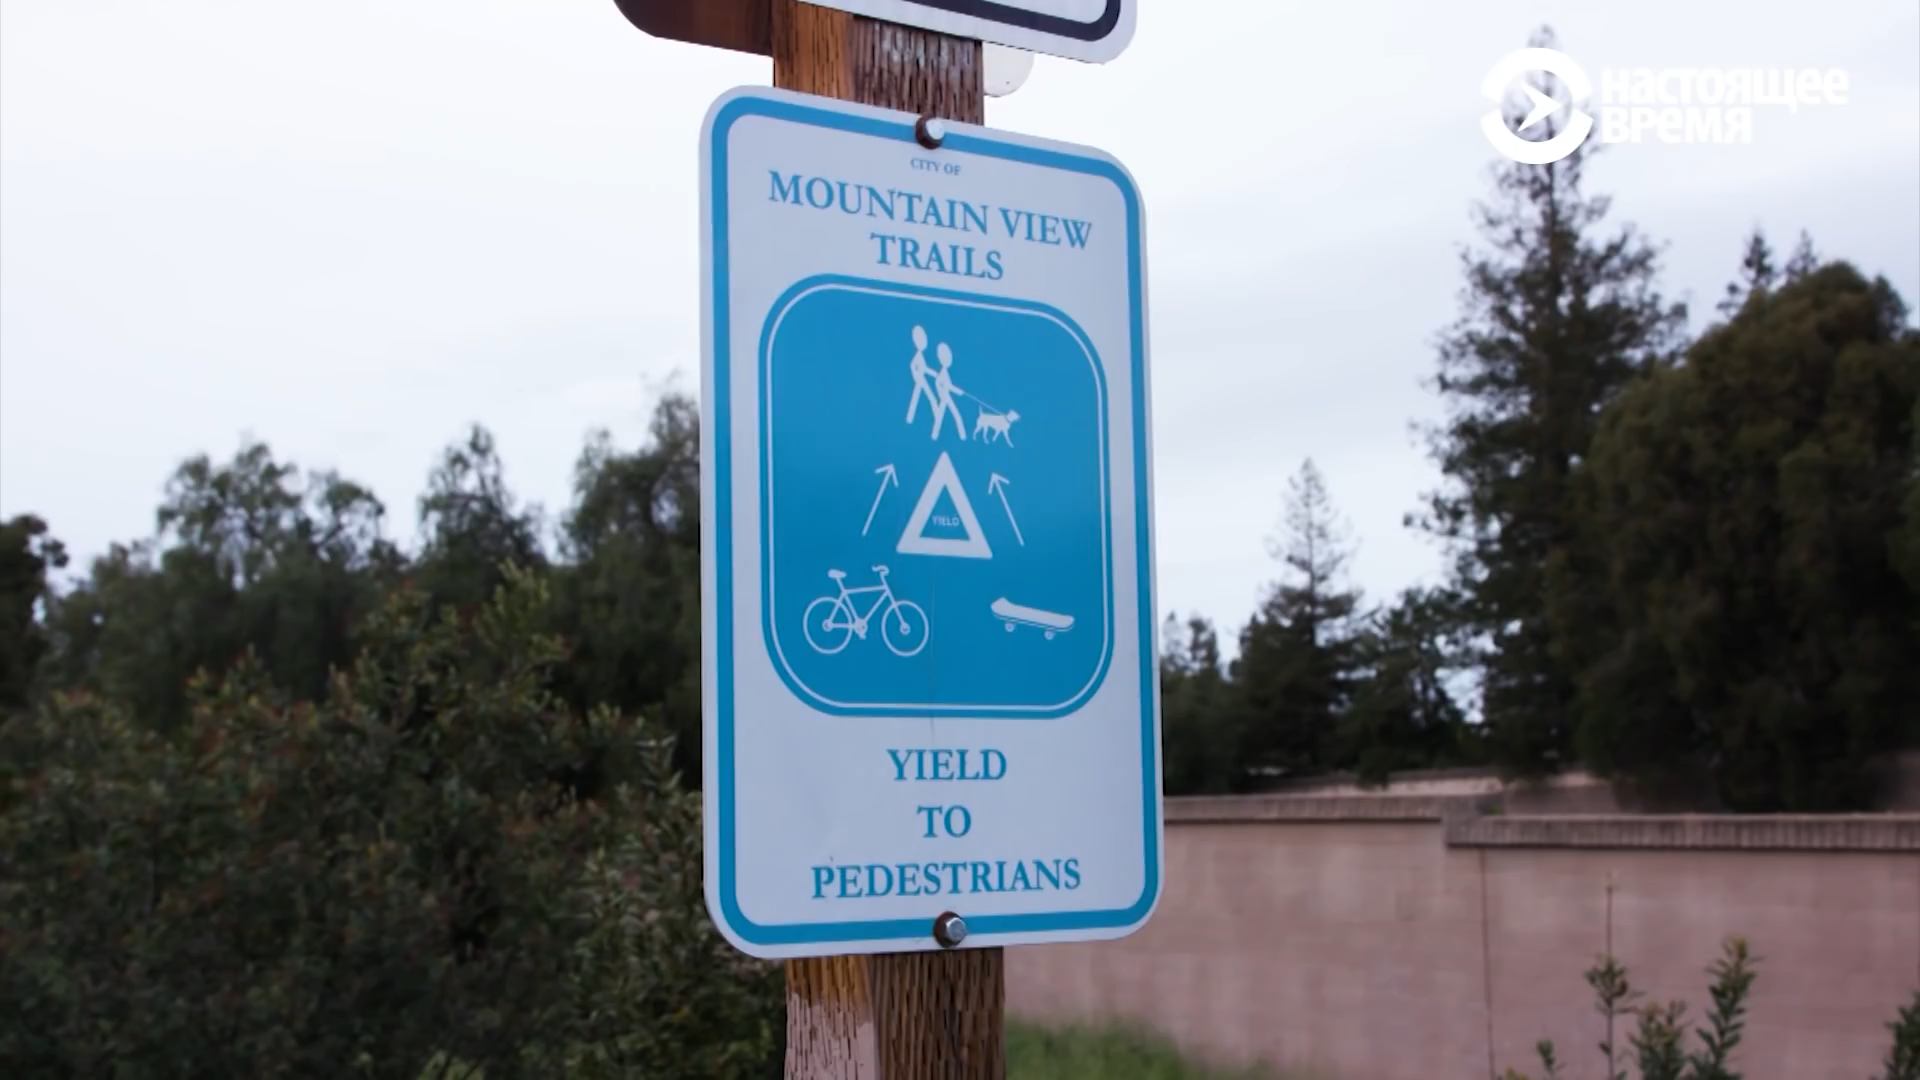 настоящее
время
CITY OF
MOUNTAIN VIEW
TRAILS
YIELD
YIELD
TO
PEDESTRIANS